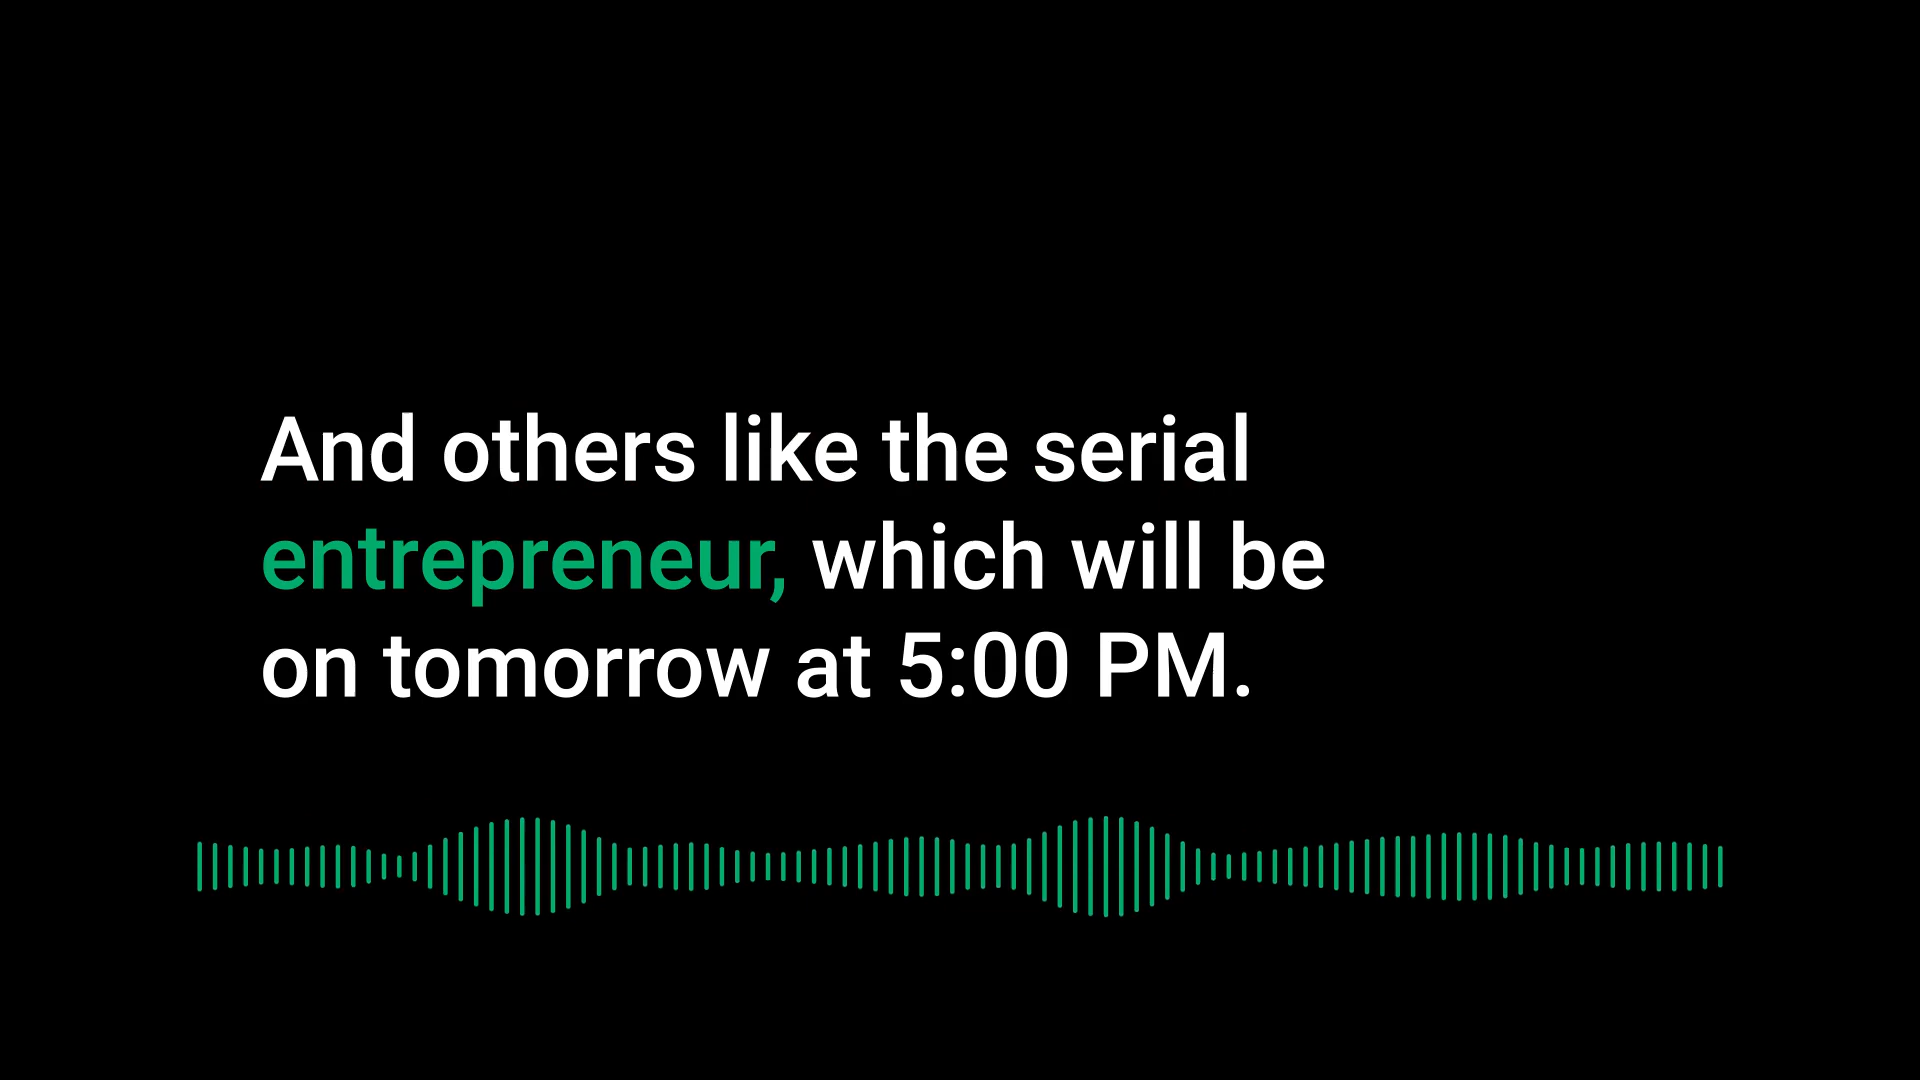 And others like the serial
entrepreneur, which will be
on tomorrow at 5:00 PM.